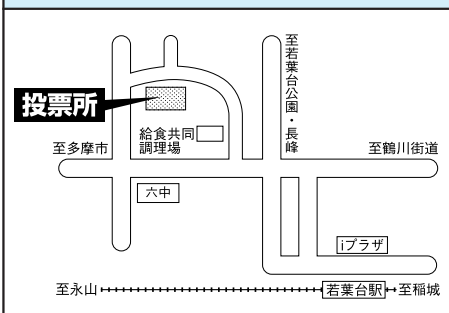 至若葉台公園・長峰
投票所
給食共同
調理場
至多摩市
至鶴川街道
六中
iプラザ
至永山
若葉台駅
至稲城